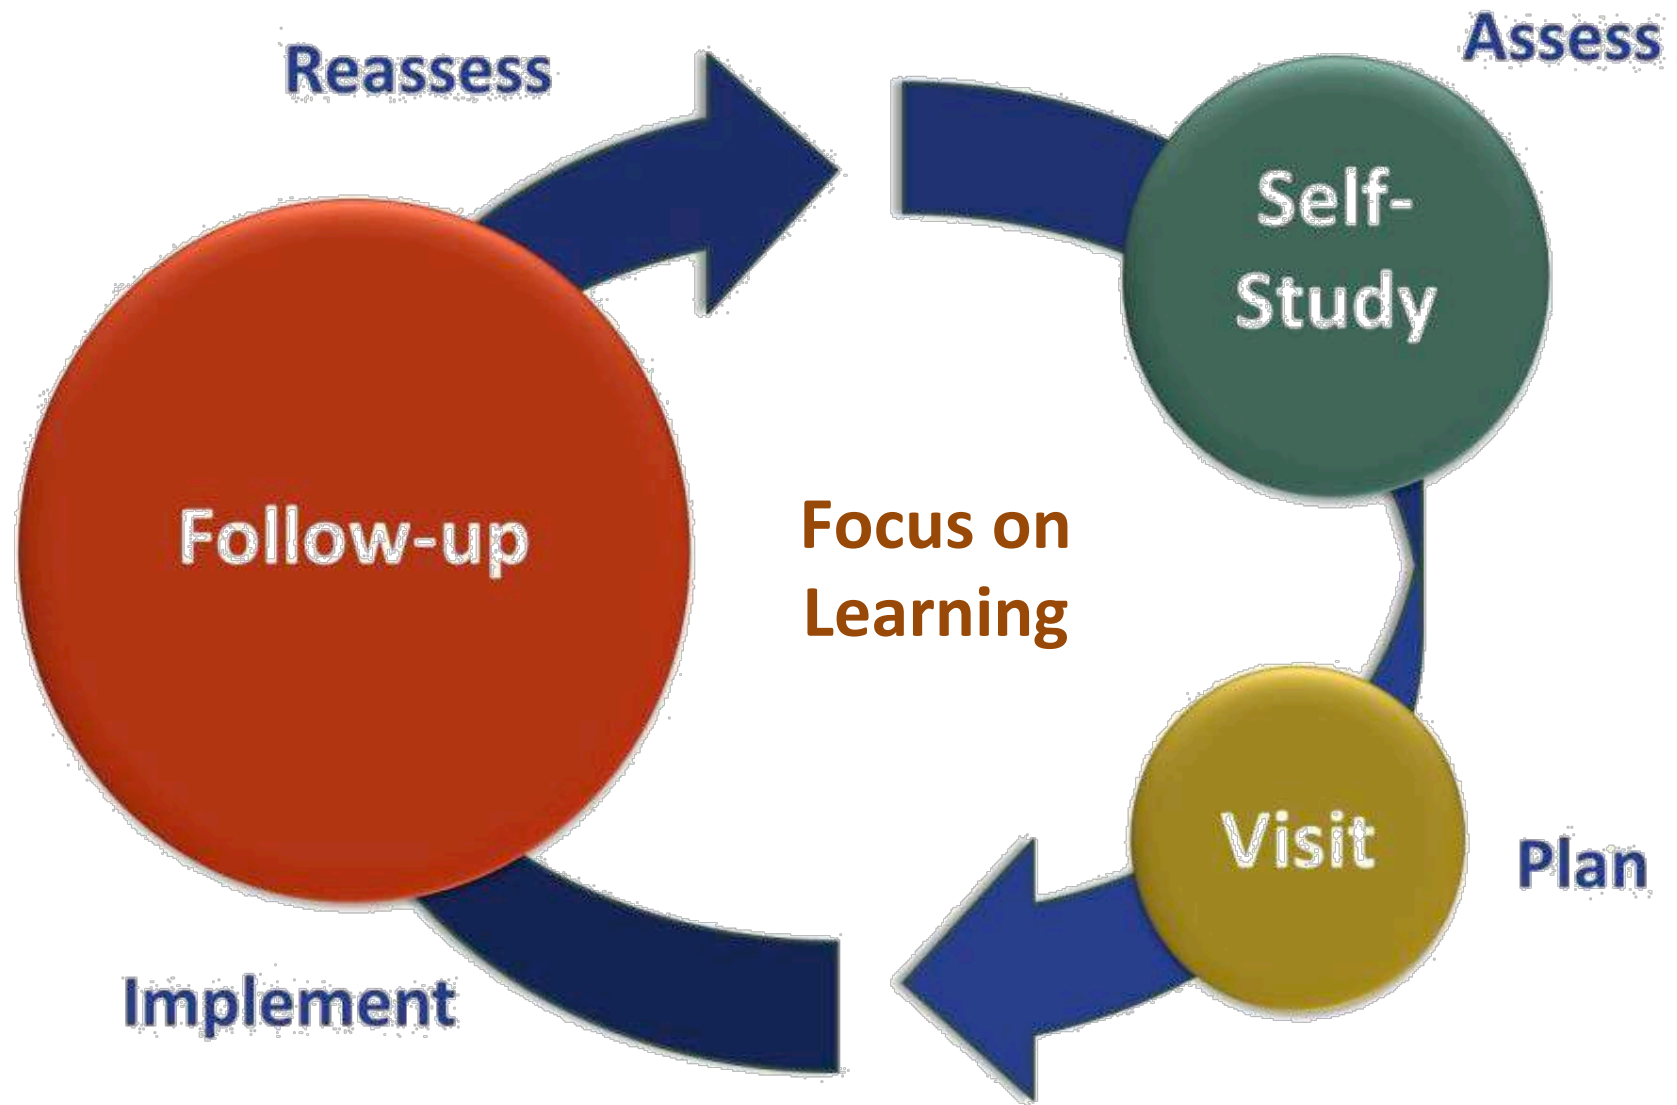 Assess
Reassess
Self-
Study
Follow-up
Focus on
Learning
Visit
Plan
Implement